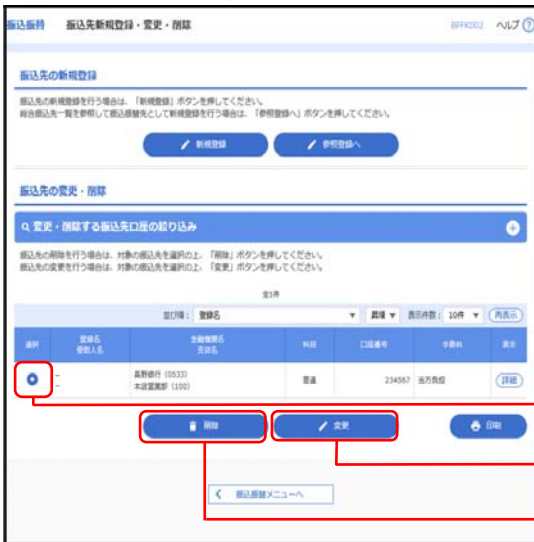 振込振替 振込先新規登録・変更・削除 BFFK002 ヘルプ ?
振込先の新規登録
振込先の新規登録を行う場合は、「新規登録」ボタンを押してください。
総合振込先一覧を参照して振込振替先として新規登録を行う場合は、「参照登録へ」ボタンを押してください。
新規登録 参照登録へ
振込先の変更・削除
変更・削除する振込先口座の絞り込み
振込先の削除を行う場合は、対象の振込先を選択の上、「削除」ボタンを押してください。
振込先の変更を行う場合は、対象の振込先を選択の上、「変更」ボタンを押してください。
全1件
並び順： 登録名 昇順 表示件数： 10件 再表示
選択 登録名 金融機関名 科目 口座番号 手数料 表示
受取人名 支店名
- 長野銀行 (0533) 普通 234567 当方負担 詳細
- 本店営業部 (100)
削除 変更 印刷
振込振替メニューへ